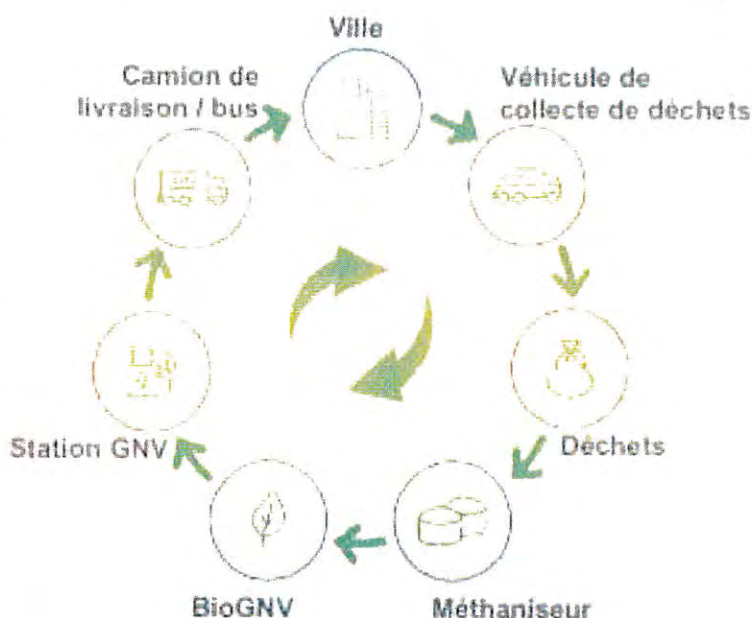 Ville
Camion de
livraison / bus
Véhicule de
collecte de déchets
Station GNV
Déchets
BioGNV
Méthaniseur